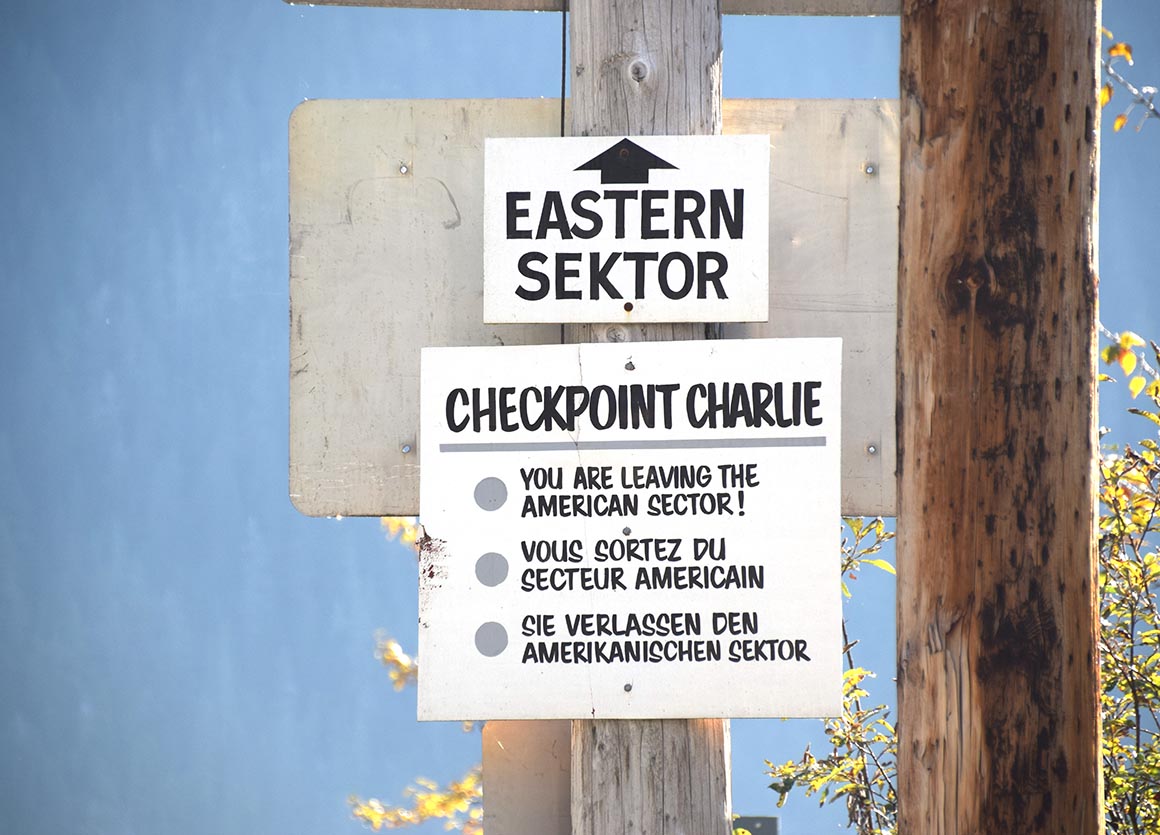 EASTERN
SEKTOR
CHECKPOINT CHARLIE
YOU ARE LEAVING THE
AMERICAN SECTOR!
VOUS SORTEZ DU
SECTEUR AMERICAIN
SIE VERLASSEN DEN
AMERIKANISCHEN SEKTOR